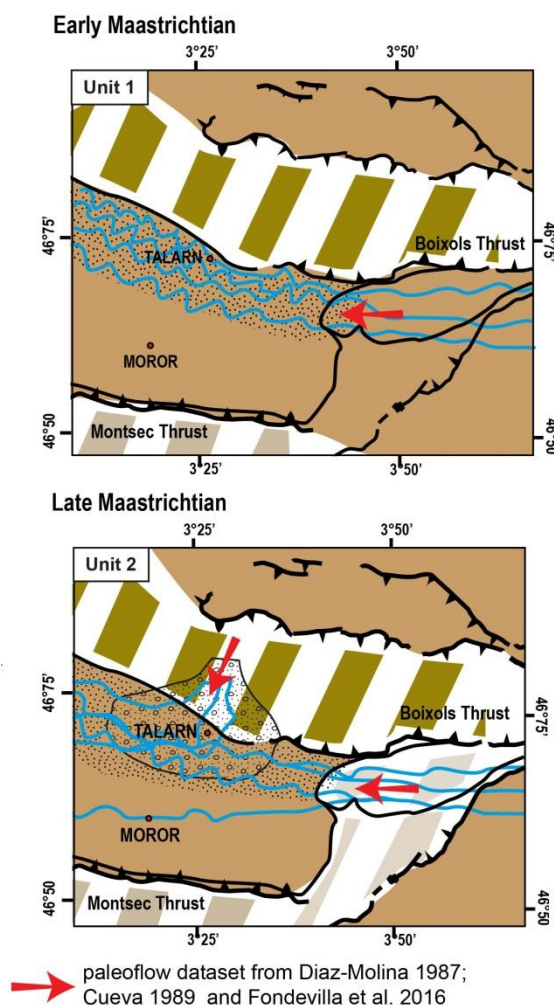 Early Maastrichtian
3°25’ 3°50’
Unit 1
46°75’
TALARN
Boixols Thrust
46°75’
MOROR
46°50’
Montsec Thrust
46°50’
3°25’ 3°50’
Late Maastrichtian
3°25’ 3°50’
Unit 2
46°75’
TALARN
Boixols Thrust
46°75’
MOROR
46°50
Montsec Thrust
46°50’
3°25’ 3°50’
paleoflow dataset from Diaz-Molina 1987;
Cueva 1989 and Fondevilla et al. 2016